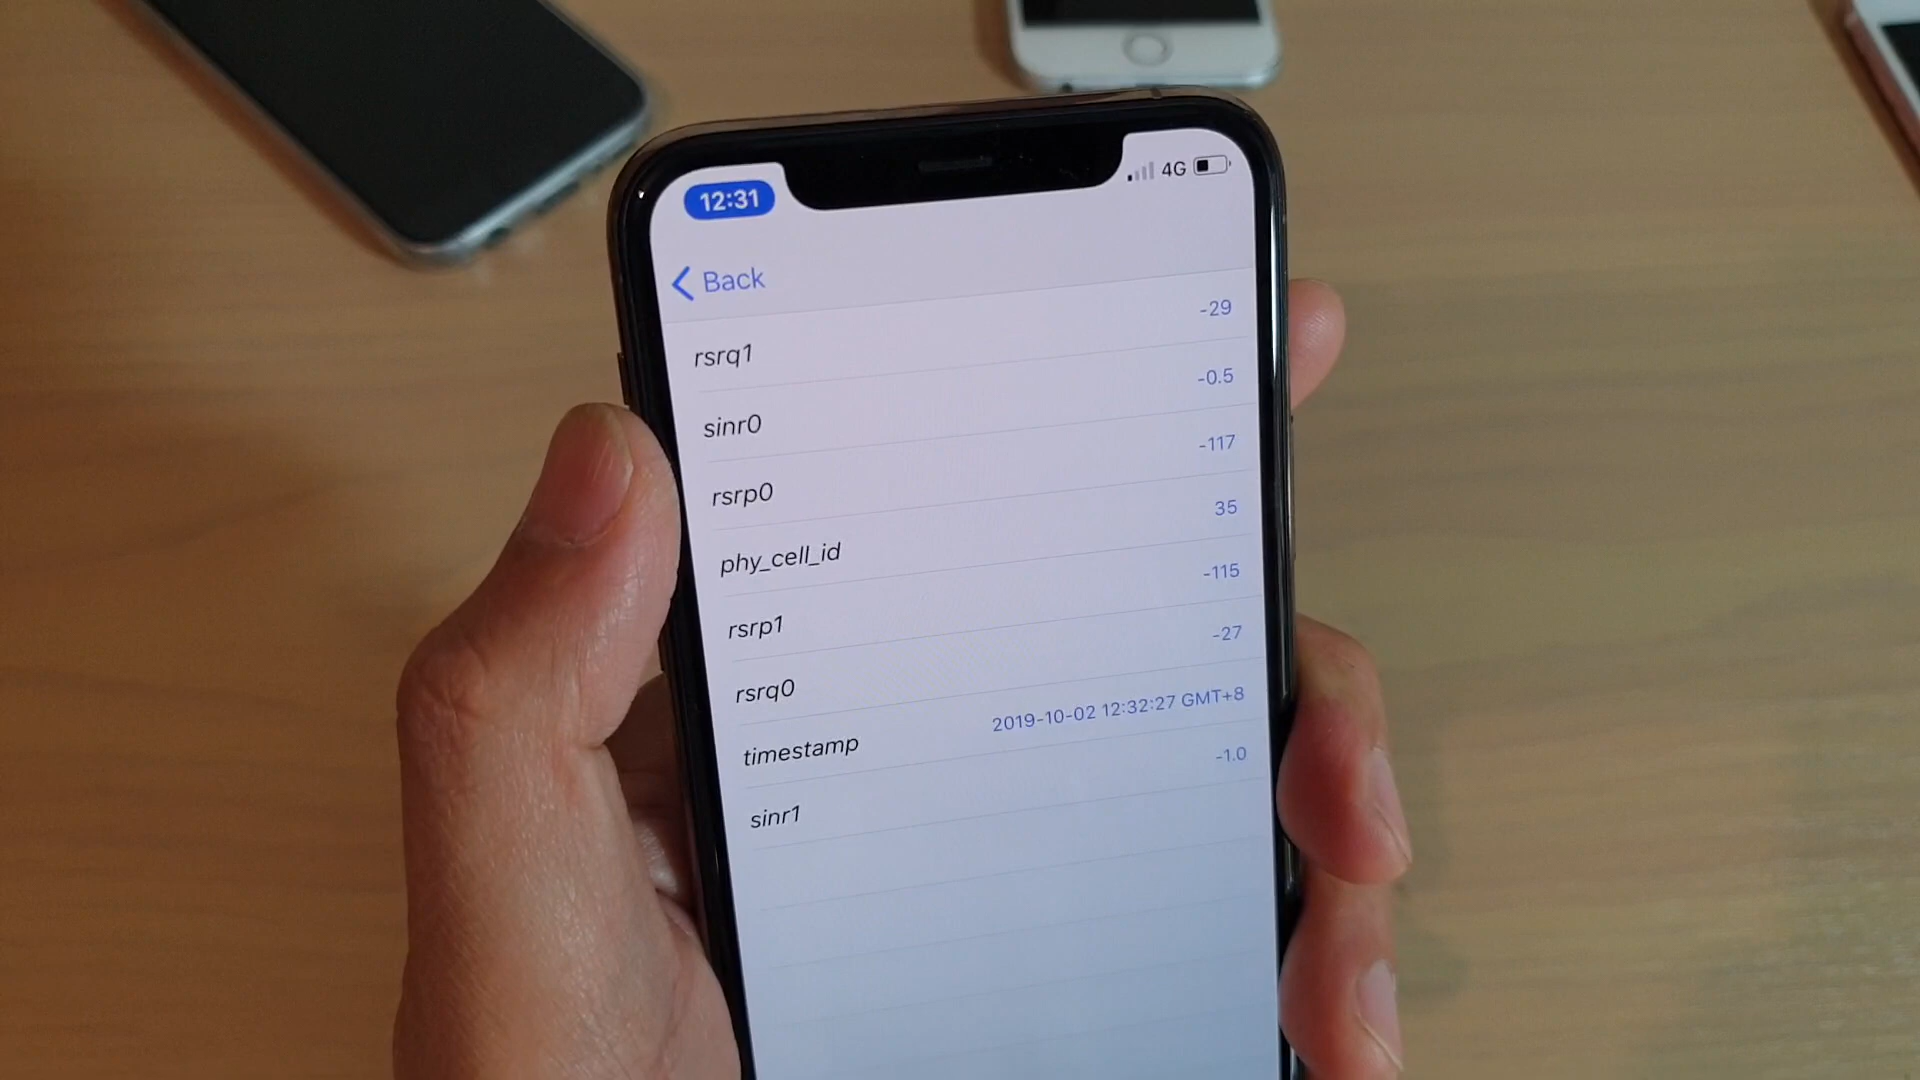 12:31 4G
Back
rsrq1 -29
sinr0 -0.5
rsrp0 -117
phy_cell_id 35
rsrp1 -115
rsrq0 -27
timestamp 2019-10-02 12:32:27 GMT+8
sinr1 -1.0